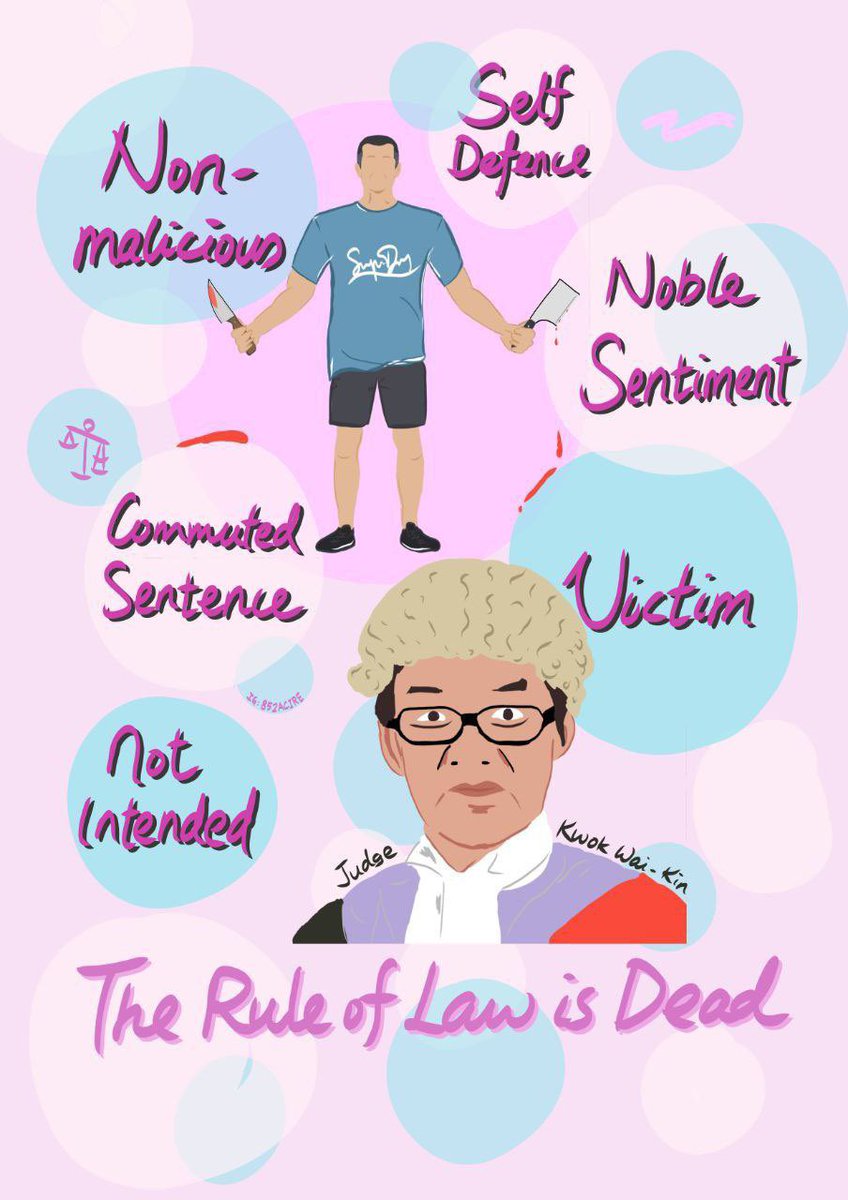 Self
Defence
Non-
malicious
Noble
Sentiment
Commuted
Sentence
Victim
IG: 852ACIRE
Not
Intended
Judge
Kwok Wai-Kin
The Rule of Law is Dead